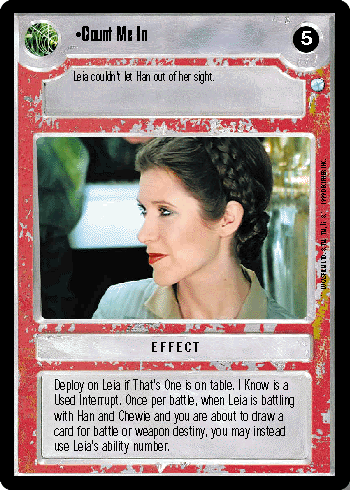 •Count Me In
5
Leia couldn't let Han out of her sight.
EFFECT
Deploy on Leia if That's One is on table. I Know is a
Used Interrupt. Once per battle, when Leia is battling
with Han and Chewie and you are about to draw a
card for battle or weapon destiny, you may instead
use Leia's ability number.